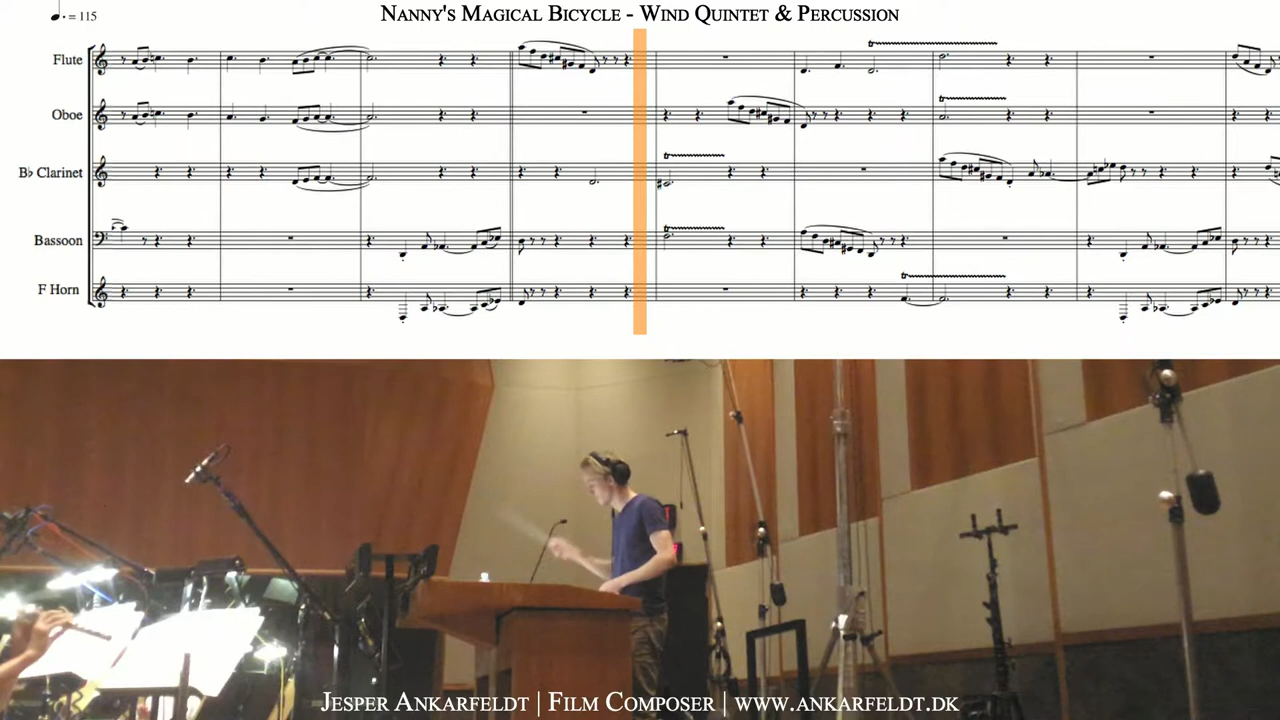 Nanny's Magical Bicycle - Wind Quintet & Percussion
= 115
Flute
Oboe
B♭ Clarinet
Bassoon
F Horn
Jesper Ankarfeldt | Film Composer | www.ankarfeldt.dk